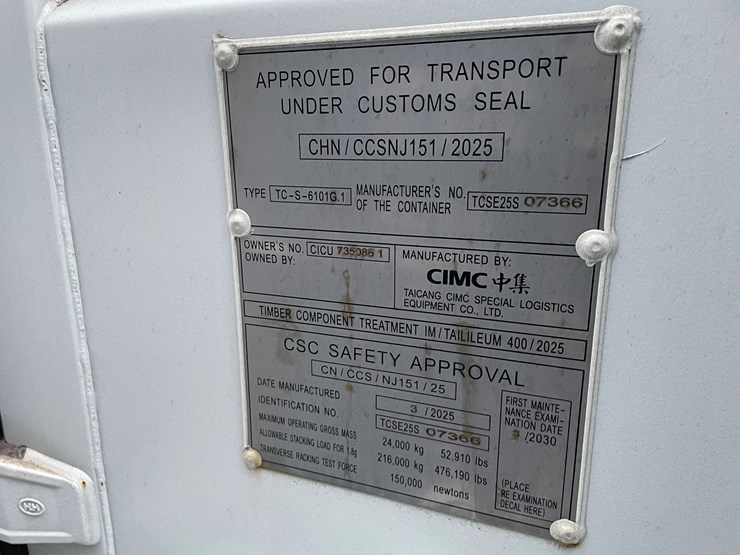 APPROVED FOR TRANSPORT
UNDER CUSTOMS SEAL
CHN / CCSNJ151 / 2025
TYPE TC-S-6101G.1 MANUFACTURER'S NO. OF THE CONTAINER TCSE25S 07366
OWNER'S NO. CICU 735086 1
OWNED BY:
MANUFACTURED BY:
CIMC 中集
TAICANG CIMC SPECIAL LOGISTICS
EQUIPMENT CO., LTD.
TIMBER COMPONENT TREATMENT IM / TAILILEUM 400 / 2025
CSC SAFETY APPROVAL
CN / CCS / NJ151 / 25
DATE MANUFACTURED 3 / 2025
IDENTIFICATION NO. TCSE25S 07366
MAXIMUM OPERATING GROSS MASS 24,000 kg 52,910 lbs
ALLOWABLE STACKING LOAD FOR 1.8g 216,000 kg 476,190 lbs
TRANSVERSE RACKING TEST FORCE 150,000 newtons
FIRST MAINTE-
NANCE EXAMI-
NATION DATE
3 /2030
(PLACE
RE EXAMINATION
DECAL HERE)